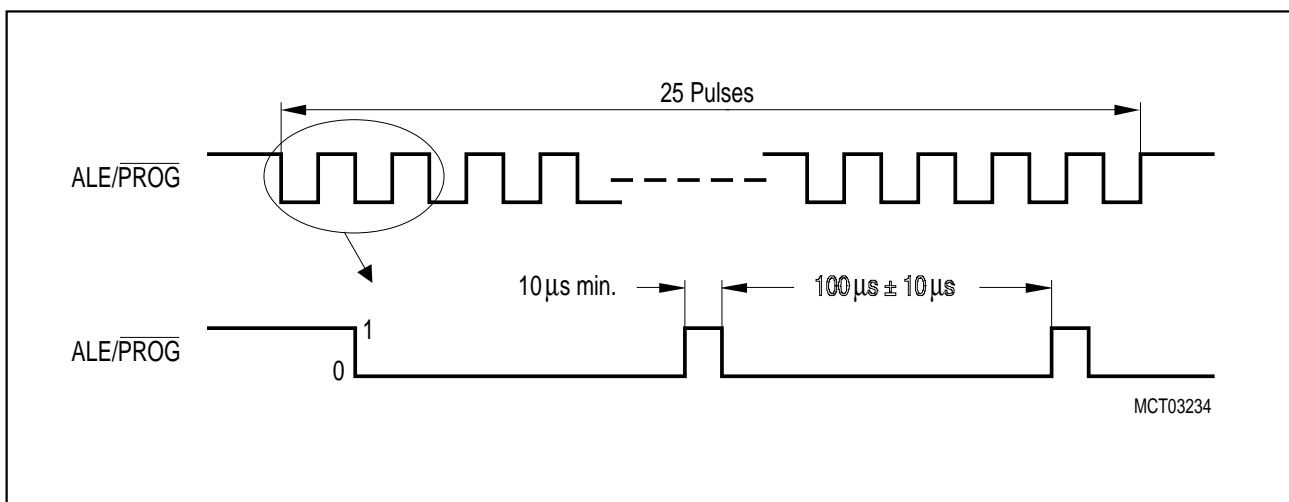 25 Pulses
ALE/PROG
10 µs min.
100 µs ± 10 µs
ALE/PROG
1
0
MCT03234